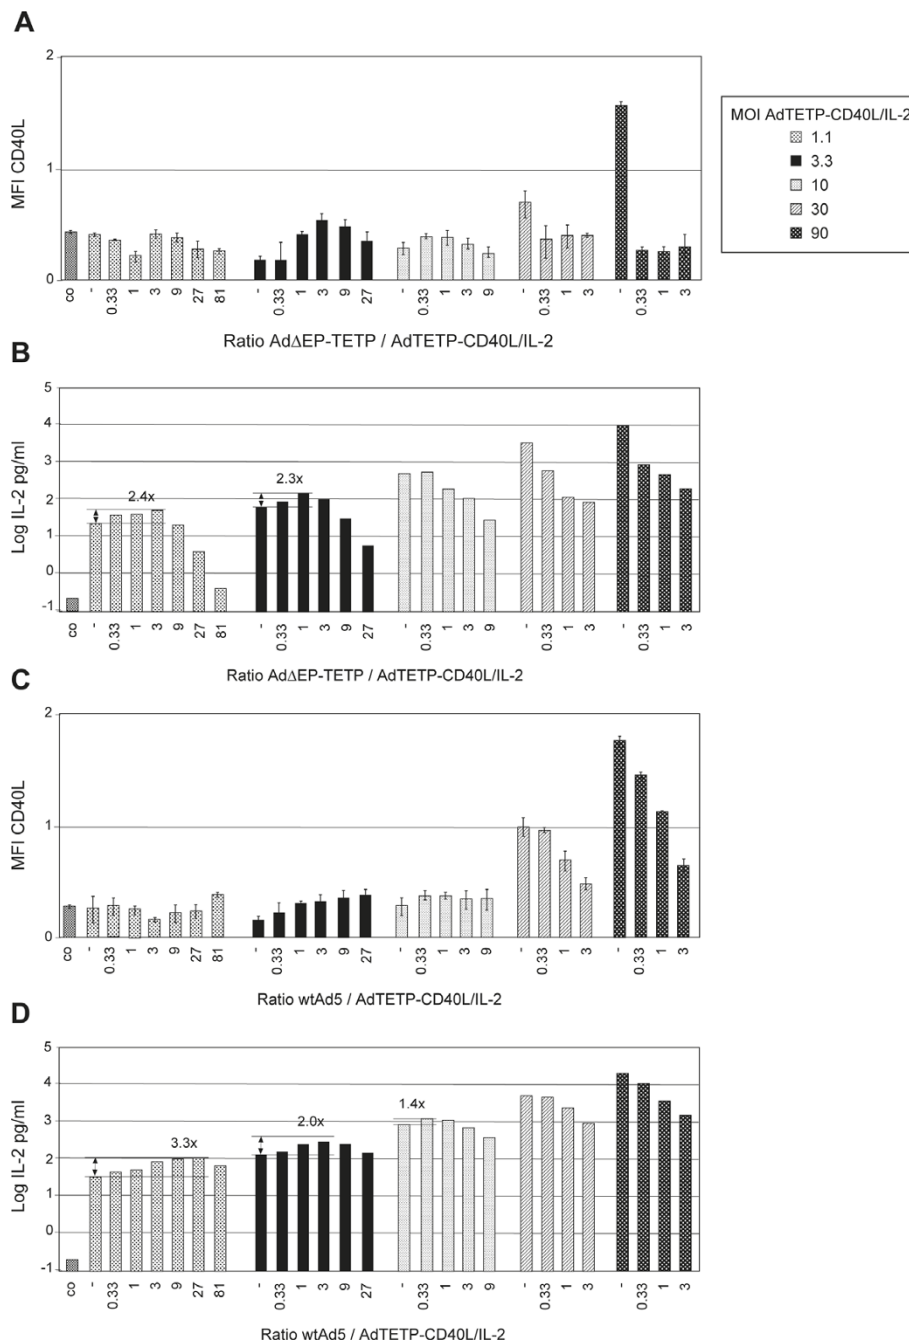 A
2
1
0
MFI CD40L
co - 0.33 1 3 9 27 81 - 0.33 1 3 9 27 - 0.33 1 3 9 - 0.33 1 3 - 0.33 1 3
Ratio AdΔEP-TETP / AdTETP-CD40L/IL-2
MOI AdTETP-CD40L/IL-2
1.1
3.3
10
30
90
B
5
4
3
2
1
0
-1
Log IL-2 pg/ml
2.4x
2.3x
co - 0.33 1 3 9 27 81 - 0.33 1 3 9 27 - 0.33 1 3 9 - 0.33 1 3 - 0.33 1 3
Ratio AdΔEP-TETP / AdTETP-CD40L/IL-2
C
2
1
0
MFI CD40L
co - 0.33 1 3 9 27 81 - 0.33 1 3 9 27 - 0.33 1 3 9 - 0.33 1 3 - 0.33 1 3
Ratio wtAd5 / AdTETP-CD40L/IL-2
D
5
4
3
2
1
0
-1
Log IL-2 pg/ml
3.3x
2.0x
1.4x
co - 0.33 1 3 9 27 81 - 0.33 1 3 9 27 - 0.33 1 3 9 - 0.33 1 3 - 0.33 1 3
Ratio wtAd5 / AdTETP-CD40L/IL-2